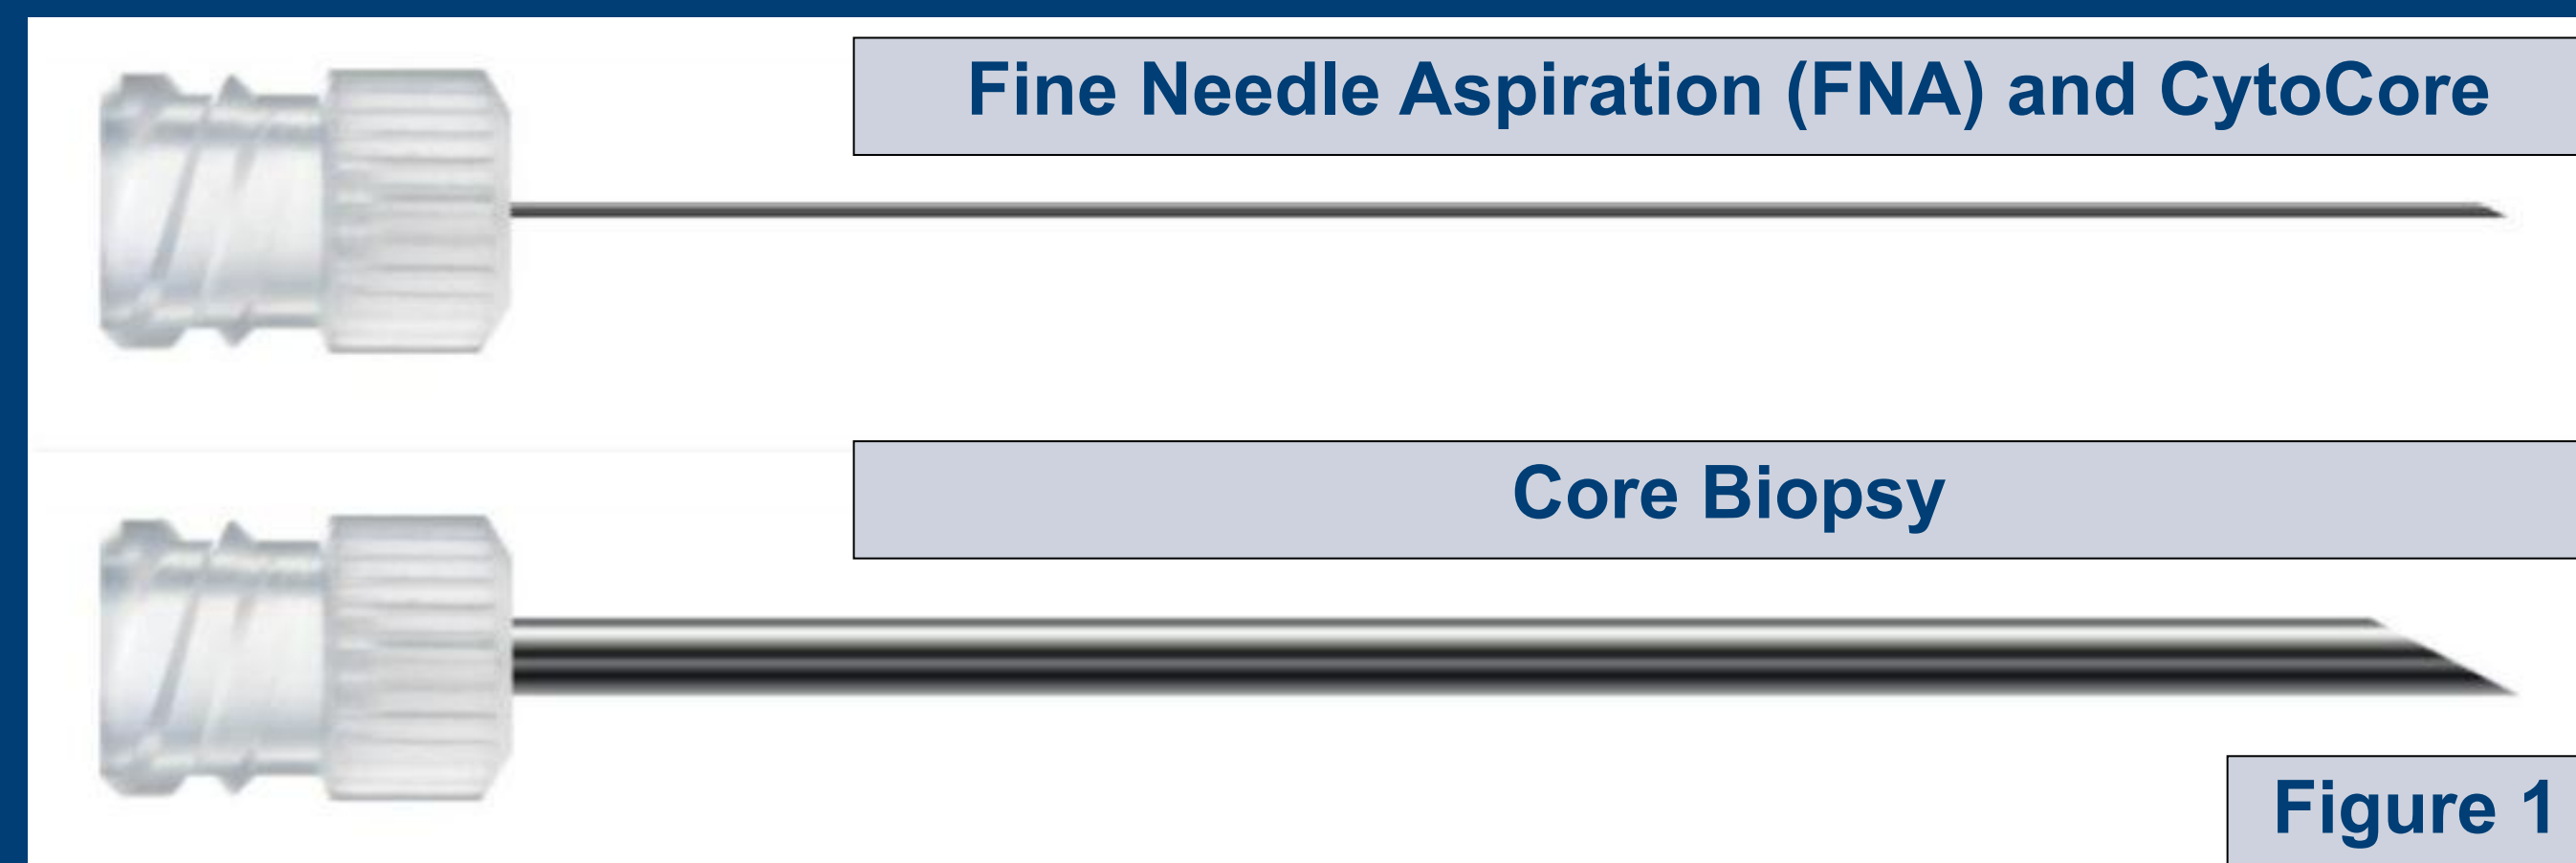 Fine Needle Aspiration (FNA) and CytoCore
Core Biopsy
Figure 1